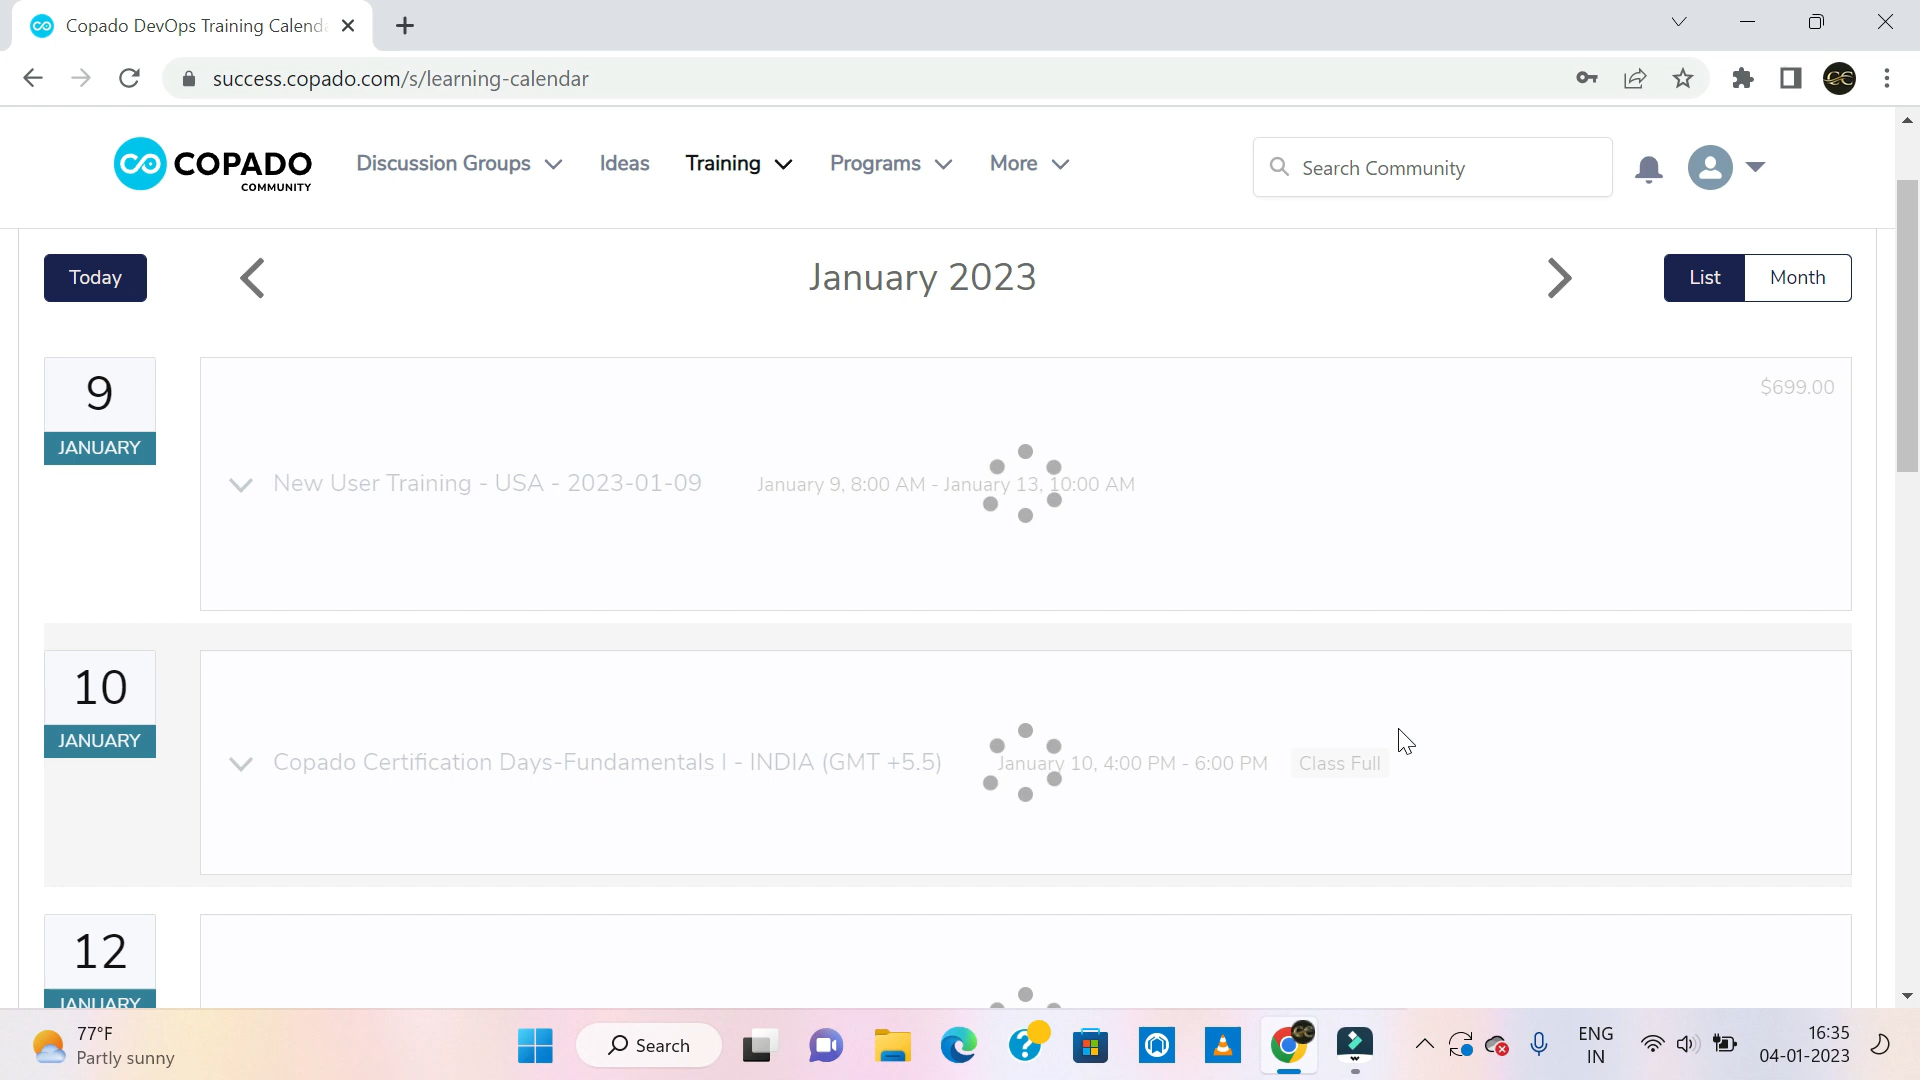 Copado DevOps Training Calend
success.copado.com/s/learning-calendar
COPADO
COMMUNITY
Discussion Groups
Ideas
Training
Programs
More
Search Community
Today
January 2023
List
Month
9
JANUARY
$699.00
New User Training - USA - 2023-01-09
January 9, 8:00 AM - January 13, 10:00 AM
10
JANUARY
Copado Certification Days-Fundamentals I - INDIA (GMT +5.5)
January 10, 4:00 PM - 6:00 PM
Class Full
12
JANUARY
77°F
Partly sunny
Search
ENG
IN
16:35
04-01-2023